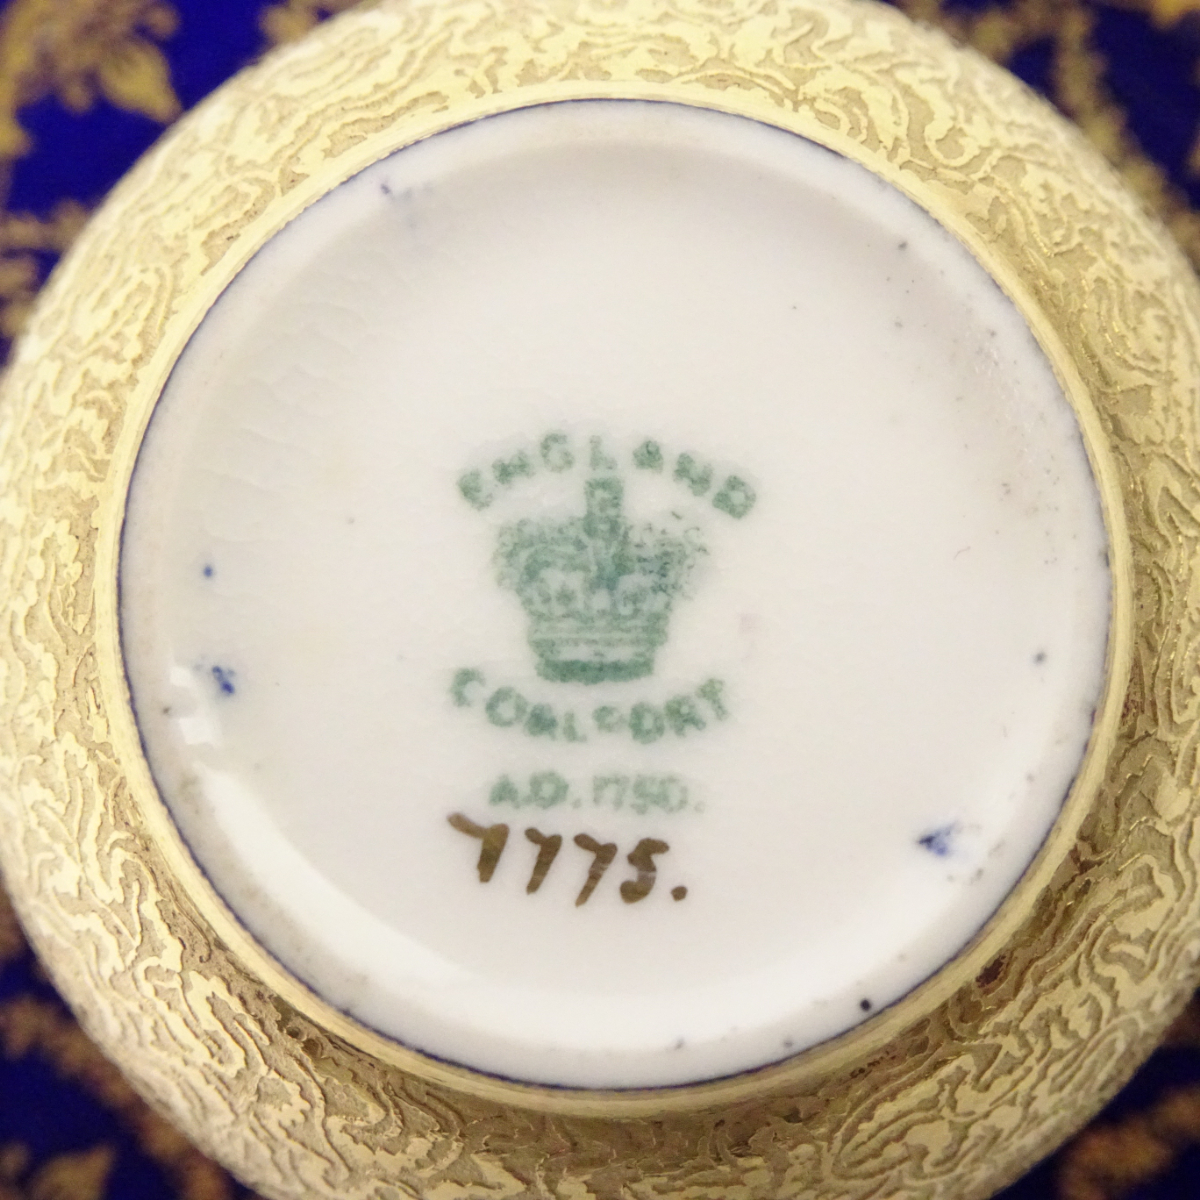 ENGLAND
COALPORT
A.D. 1750.
7775.